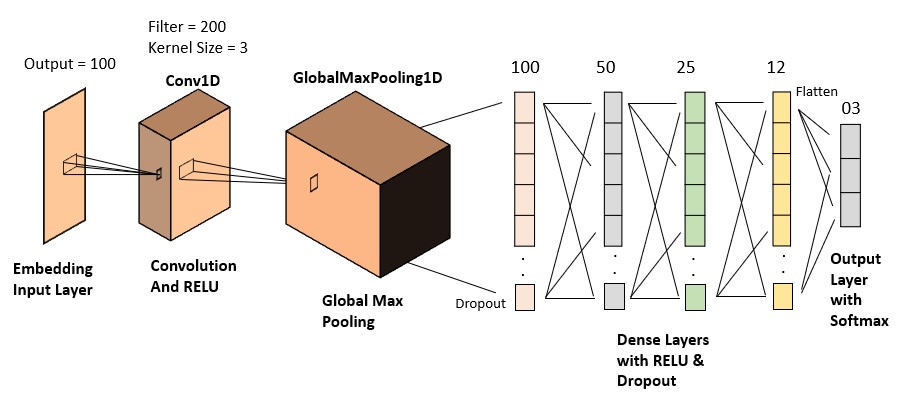 Filter = 200
Kernel Size = 3
Output = 100
Conv1D
GlobalMaxPooling1D
100
50
25
12
Flatten
03
Embedding
Input Layer
Convolution
And RELU
Global Max
Pooling
Dropout
Dense Layers
with RELU &
Dropout
Output
Layer
with
Softmax